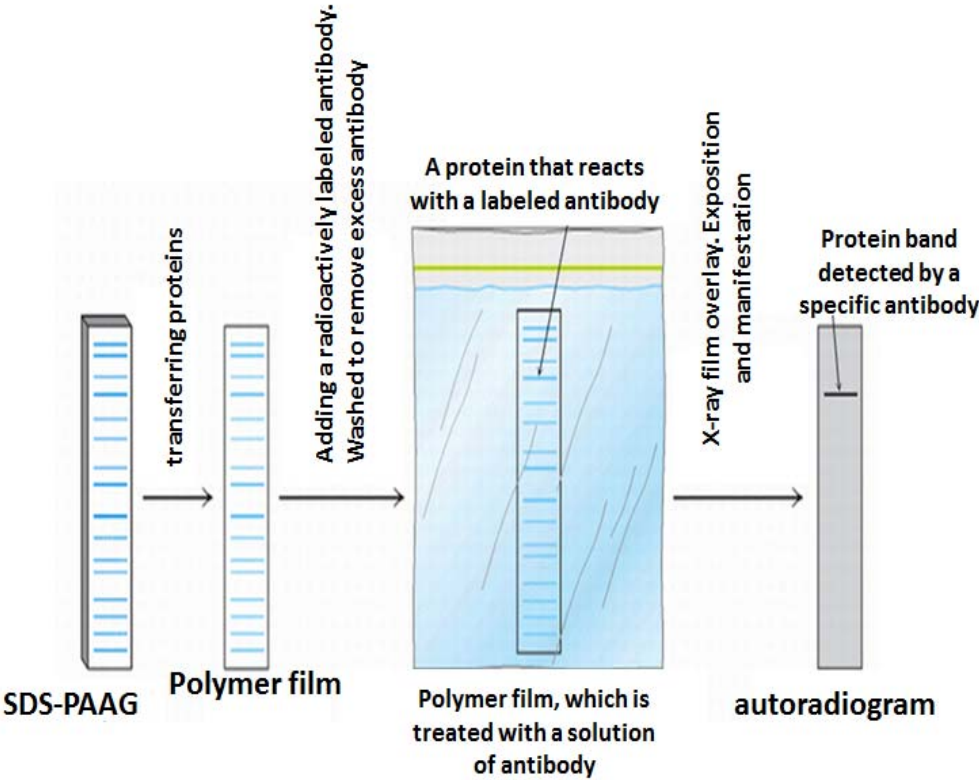 SDS-PAAG
transferring proteins
Polymer film
Adding a radioactively labeled antibody.
Washed to remove excess antibody
A protein that reacts
with a labeled antibody
Polymer film, which is
treated with a solution
of antibody
X-ray film overlay. Exposition
and manifestation
Protein band
detected by a
specific antibody
autoradiogram